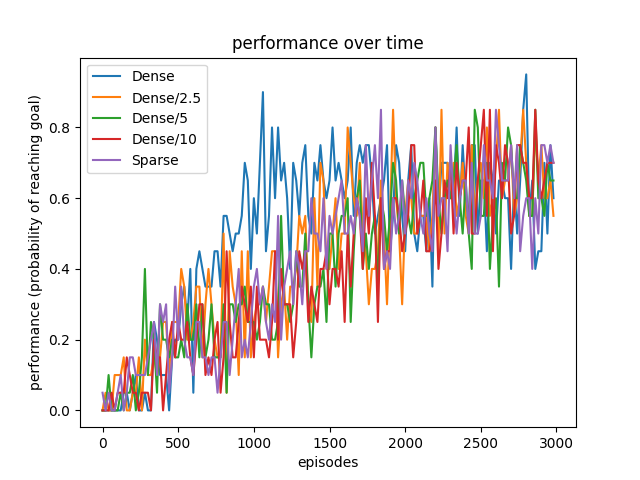 performance over time
performance (probability of reaching goal)
0.8
0.6
0.4
0.2
0.0
Dense
Dense/2.5
Dense/5
Dense/10
Sparse
0 500 1000 1500 2000 2500 3000
episodes